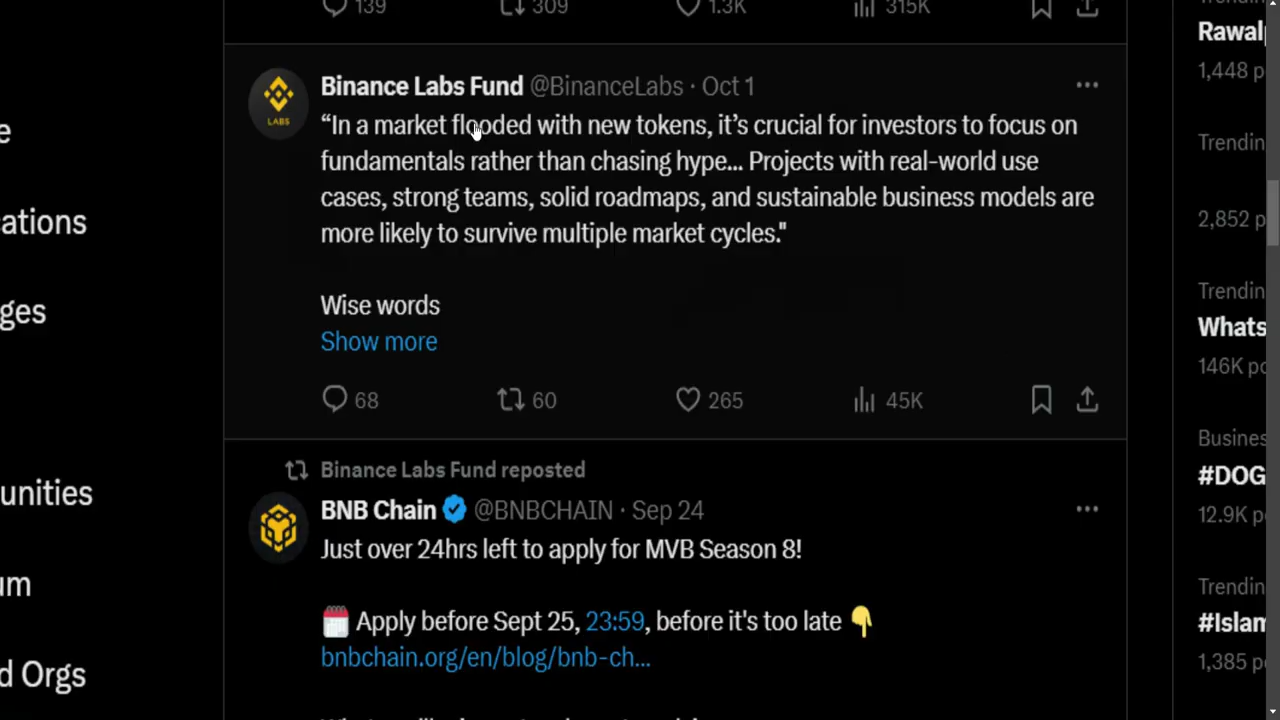 139 309 1.3K 315K
Binance Labs Fund @BinanceLabs · Oct 1
LABS
“In a market flooded with new tokens, it’s crucial for investors to focus on
fundamentals rather than chasing hype... Projects with real-world use
cases, strong teams, solid roadmaps, and sustainable business models are
more likely to survive multiple market cycles."
Wise words
Show more
68 60 265 45K
Binance Labs Fund reposted
BNB Chain @BNBCHAIN · Sep 24
Just over 24hrs left to apply for MVB Season 8!
Apply before Sept 25, 23:59, before it's too late
bnbchain.org/en/blog/bnb-ch...
e
cations
ges
unities
um
d Orgs
Rawalp
1,448 p
Trendin
2,852 p
Trendin
Whats
146K po
Busines
#DOG
12.9K p
Trendin
#Islam
1,385 p